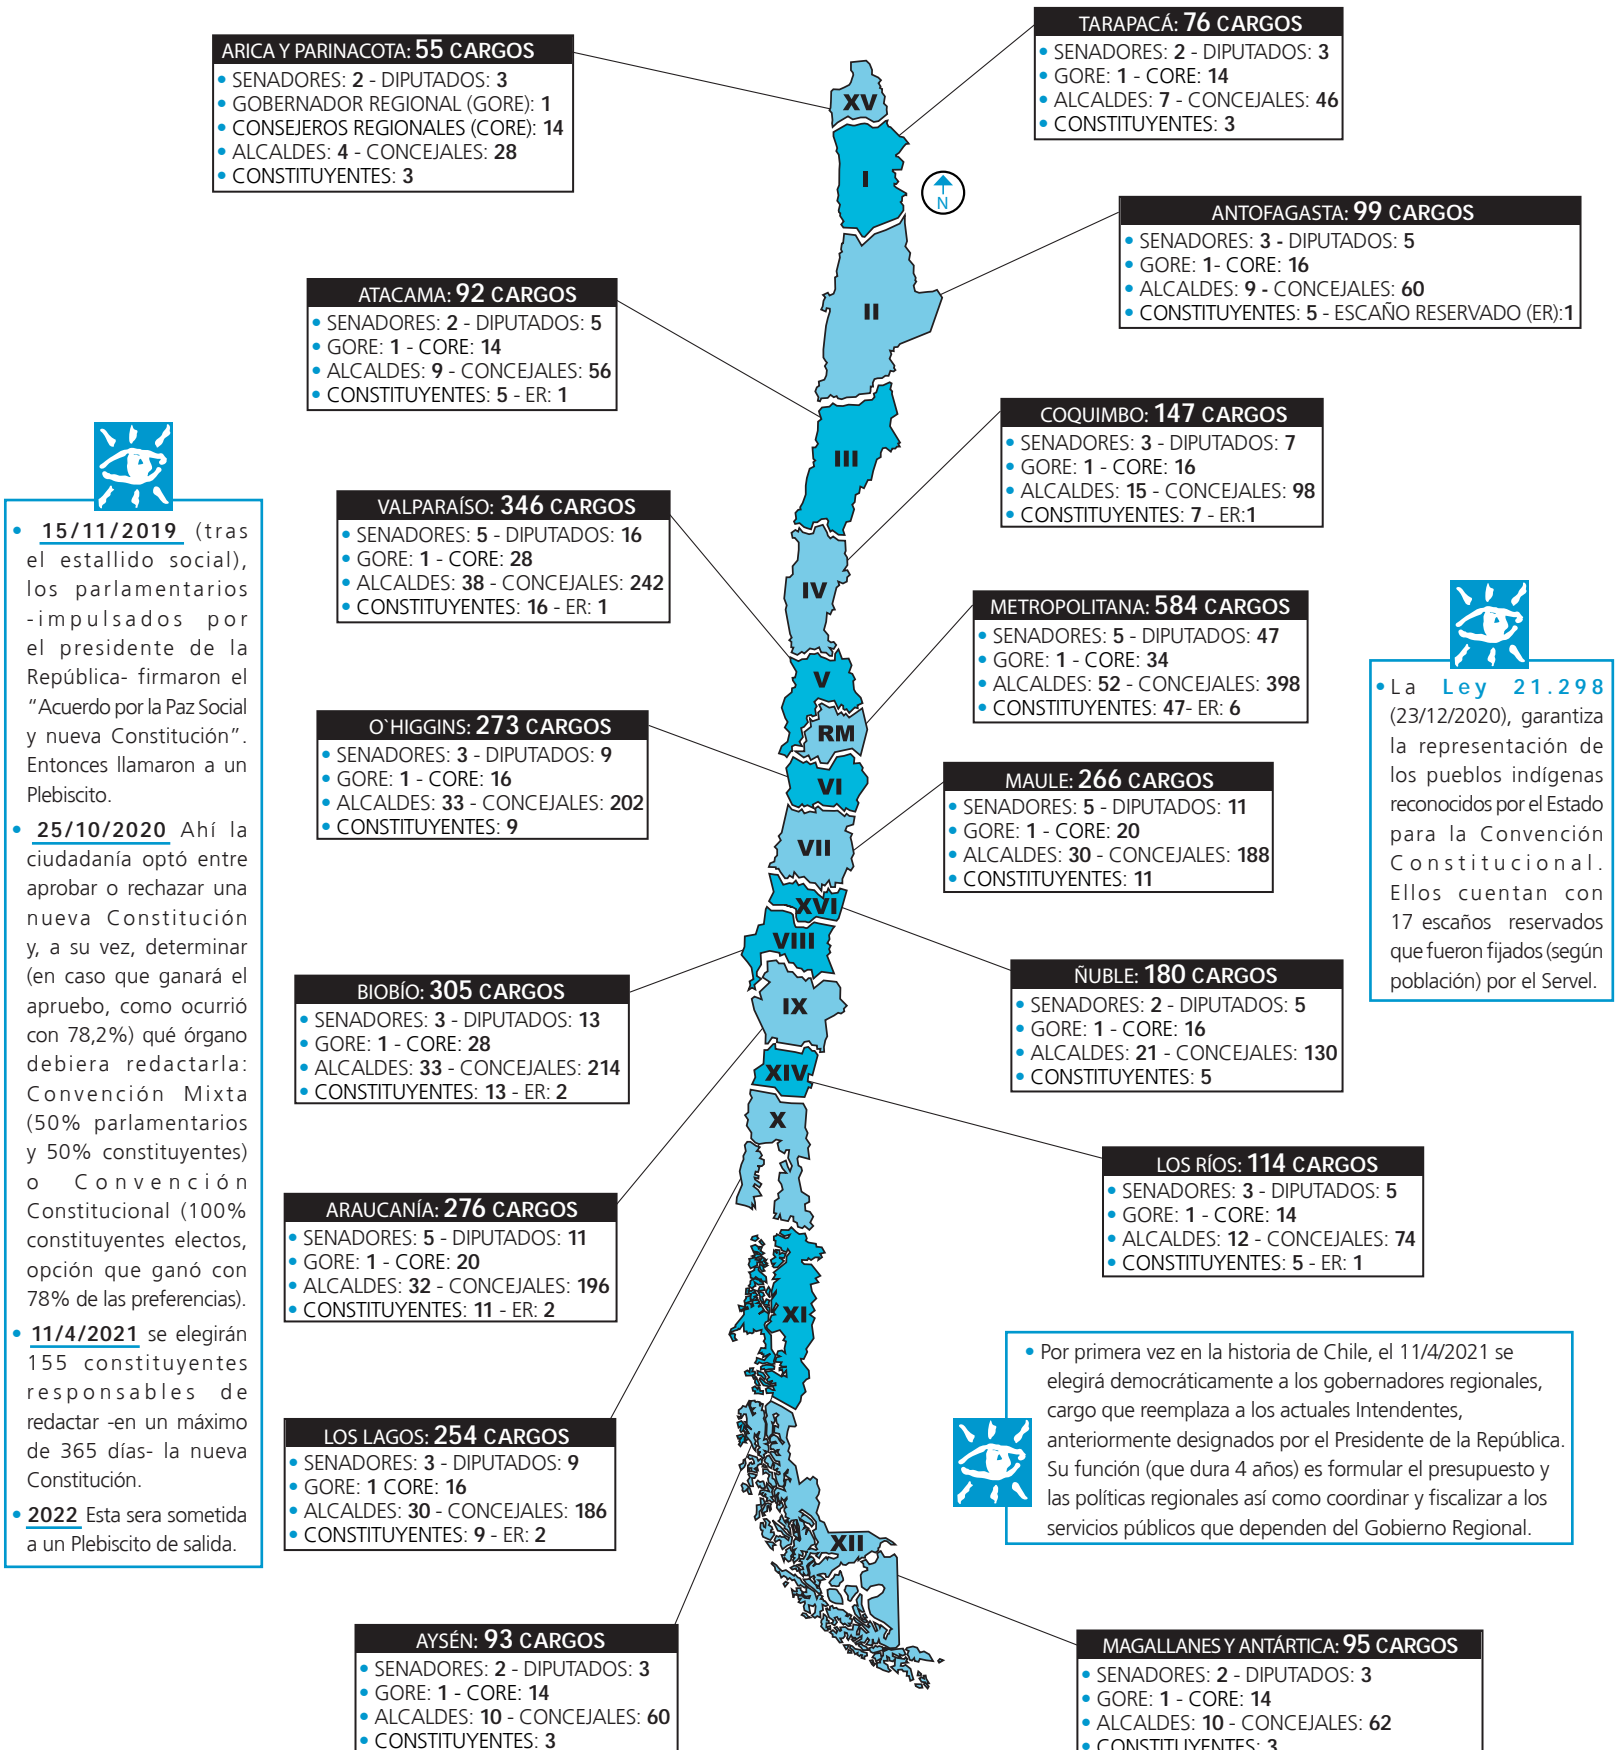 ARICA Y PARINACOTA: 55 CARGOS
• SENADORES: 2 - DIPUTADOS: 3
• GOBERNADOR REGIONAL (GORE): 1
• CONSEJEROS REGIONALES (CORE): 14
• ALCALDES: 4 - CONCEJALES: 28
• CONSTITUYENTES: 3
TARAPACÁ: 76 CARGOS
• SENADORES: 2 - DIPUTADOS: 3
• GORE: 1 - CORE: 14
• ALCALDES: 7 - CONCEJALES: 46
• CONSTITUYENTES: 3
ANTOFAGASTA: 99 CARGOS
• SENADORES: 3 - DIPUTADOS: 5
• GORE: 1- CORE: 16
• ALCALDES: 9 - CONCEJALES: 60
• CONSTITUYENTES: 5 - ESCAÑO RESERVADO (ER):1
ATACAMA: 92 CARGOS
• SENADORES: 2 - DIPUTADOS: 5
• GORE: 1 - CORE: 14
• ALCALDES: 9 - CONCEJALES: 56
• CONSTITUYENTES: 5 - ER: 1
COQUIMBO: 147 CARGOS
• SENADORES: 3 - DIPUTADOS: 7
• GORE: 1 - CORE: 16
• ALCALDES: 15 - CONCEJALES: 98
• CONSTITUYENTES: 7 - ER:1
VALPARAÍSO: 346 CARGOS
• SENADORES: 5 - DIPUTADOS: 16
• GORE: 1 - CORE: 28
• ALCALDES: 38 - CONCEJALES: 242
• CONSTITUYENTES: 16 - ER: 1
METROPOLITANA: 584 CARGOS
• SENADORES: 5 - DIPUTADOS: 47
• GORE: 1 - CORE: 34
• ALCALDES: 52 - CONCEJALES: 398
• CONSTITUYENTES: 47- ER: 6
O`HIGGINS: 273 CARGOS
• SENADORES: 3 - DIPUTADOS: 9
• GORE: 1 - CORE: 16
• ALCALDES: 33 - CONCEJALES: 202
• CONSTITUYENTES: 9
MAULE: 266 CARGOS
• SENADORES: 5 - DIPUTADOS: 11
• GORE: 1 - CORE: 20
• ALCALDES: 30 - CONCEJALES: 188
• CONSTITUYENTES: 11
BIOBÍO: 305 CARGOS
• SENADORES: 3 - DIPUTADOS: 13
• GORE: 1 - CORE: 28
• ALCALDES: 33 - CONCEJALES: 214
• CONSTITUYENTES: 13 - ER: 2
ÑUBLE: 180 CARGOS
• SENADORES: 2 - DIPUTADOS: 5
• GORE: 1 - CORE: 16
• ALCALDES: 21 - CONCEJALES: 130
• CONSTITUYENTES: 5
ARAUCANÍA: 276 CARGOS
• SENADORES: 5 - DIPUTADOS: 11
• GORE: 1 - CORE: 20
• ALCALDES: 32 - CONCEJALES: 196
• CONSTITUYENTES: 11 - ER: 2
LOS RÍOS: 114 CARGOS
• SENADORES: 3 - DIPUTADOS: 5
• GORE: 1 - CORE: 14
• ALCALDES: 12 - CONCEJALES: 74
• CONSTITUYENTES: 5 - ER: 1
LOS LAGOS: 254 CARGOS
• SENADORES: 3 - DIPUTADOS: 9
• GORE: 1 CORE: 16
• ALCALDES: 30 - CONCEJALES: 186
• CONSTITUYENTES: 9 - ER: 2
AYSÉN: 93 CARGOS
• SENADORES: 2 - DIPUTADOS: 3
• GORE: 1 - CORE: 14
• ALCALDES: 10 - CONCEJALES: 60
• CONSTITUYENTES: 3
MAGALLANES Y ANTÁRTICA: 95 CARGOS
• SENADORES: 2 - DIPUTADOS: 3
• GORE: 1 - CORE: 14
• ALCALDES: 10 - CONCEJALES: 62
• CONSTITUYENTES: 3
XV
I
N
II
III
IV
V
RM
VI
VII
XVI
VIII
IX
XIV
X
XI
XII
• 15/11/2019 (tras
el estallido social),
los parlamentarios
-impulsados por
el presidente de la
República- firmaron el
“Acuerdo por la Paz Social
y nueva Constitución”.
Entonces llamaron a un
Plebiscito.
• 25/10/2020 Ahí la
ciudadanía optó entre
aprobar o rechazar una
nueva Constitución
y, a su vez, determinar
(en caso que ganará el
apruebo, como ocurrió
con 78,2%) qué órgano
debiera redactarla:
Convención Mixta
(50% parlamentarios
y 50% constituyentes)
o Convención
Constitucional (100%
constituyentes electos,
opción que ganó con
78% de las preferencias).
• 11/4/2021 se elegirán
155 constituyentes
responsables de
redactar -en un máximo
de 365 días- la nueva
Constitución.
• 2022 Esta sera sometida
a un Plebiscito de salida.
• La Ley 21.298
(23/12/2020), garantiza
la representación de
los pueblos indígenas
reconocidos por el Estado
para la Convención
Constitucional.
Ellos cuentan con
17 escaños reservados
que fueron fijados (según
población) por el Servel.
• Por primera vez en la historia de Chile, el 11/4/2021 se
elegirá democráticamente a los gobernadores regionales,
cargo que reemplaza a los actuales Intendentes,
anteriormente designados por el Presidente de la República.
Su función (que dura 4 años) es formular el presupuesto y
las políticas regionales así como coordinar y fiscalizar a los
servicios públicos que dependen del Gobierno Regional.